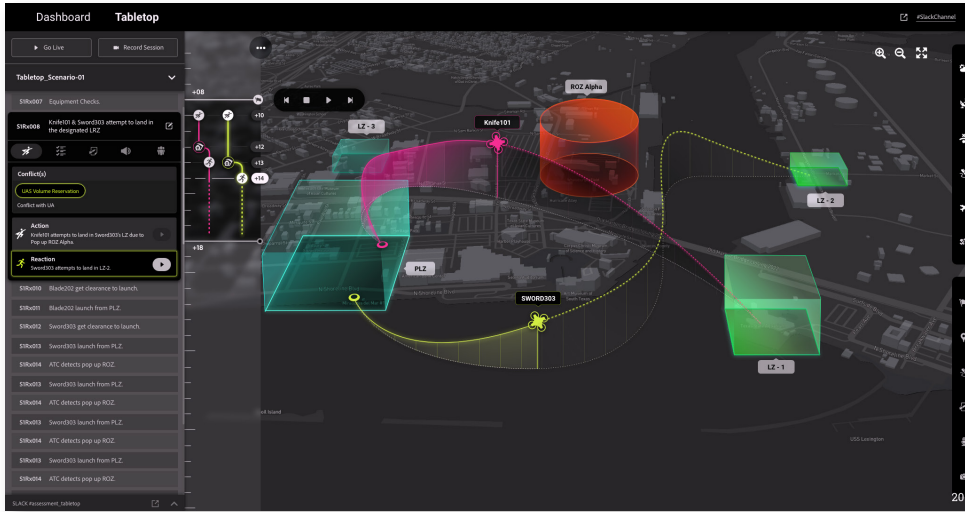 Dashboard
Tabletop
#SlackChannel
Go Live
Record Session
Tabletop_Scenario-01
S1Rx007 Equipment Checks.
S1Rx008 Knife101 & Sword303 attempt to land in
the designated LRZ
Conflict(s)
UAS Volume Reservation
Conflict with UA
Action
Knife101 attempts to land in Sword303's LZ due to
Pop up ROZ Alpha.
Reaction
Sword303 attempts to land in LZ-2.
S1Rx010 Blade202 get clearance to launch.
S1Rx011 Blade202 launch from PLZ.
S1Rx012 Sword303 get clearance to launch.
S1Rx013 Sword303 launch from PLZ.
S1Rx014 ATC detects pop up ROZ.
S1Rx013 Sword303 launch from PLZ.
S1Rx014 ATC detects pop up ROZ.
S1Rx013 Sword303 launch from PLZ.
S1Rx014 ATC detects pop up ROZ.
S1Rx013 Sword303 launch from PLZ.
S1Rx014 ATC detects pop up ROZ.
SLACK #assessment_tabletop
+08
+10
+12
+13
+14
+18
ROZ Alpha
Knife101
LZ - 3
LZ - 2
PLZ
SWORD303
LZ - 1
USS Lexington
20